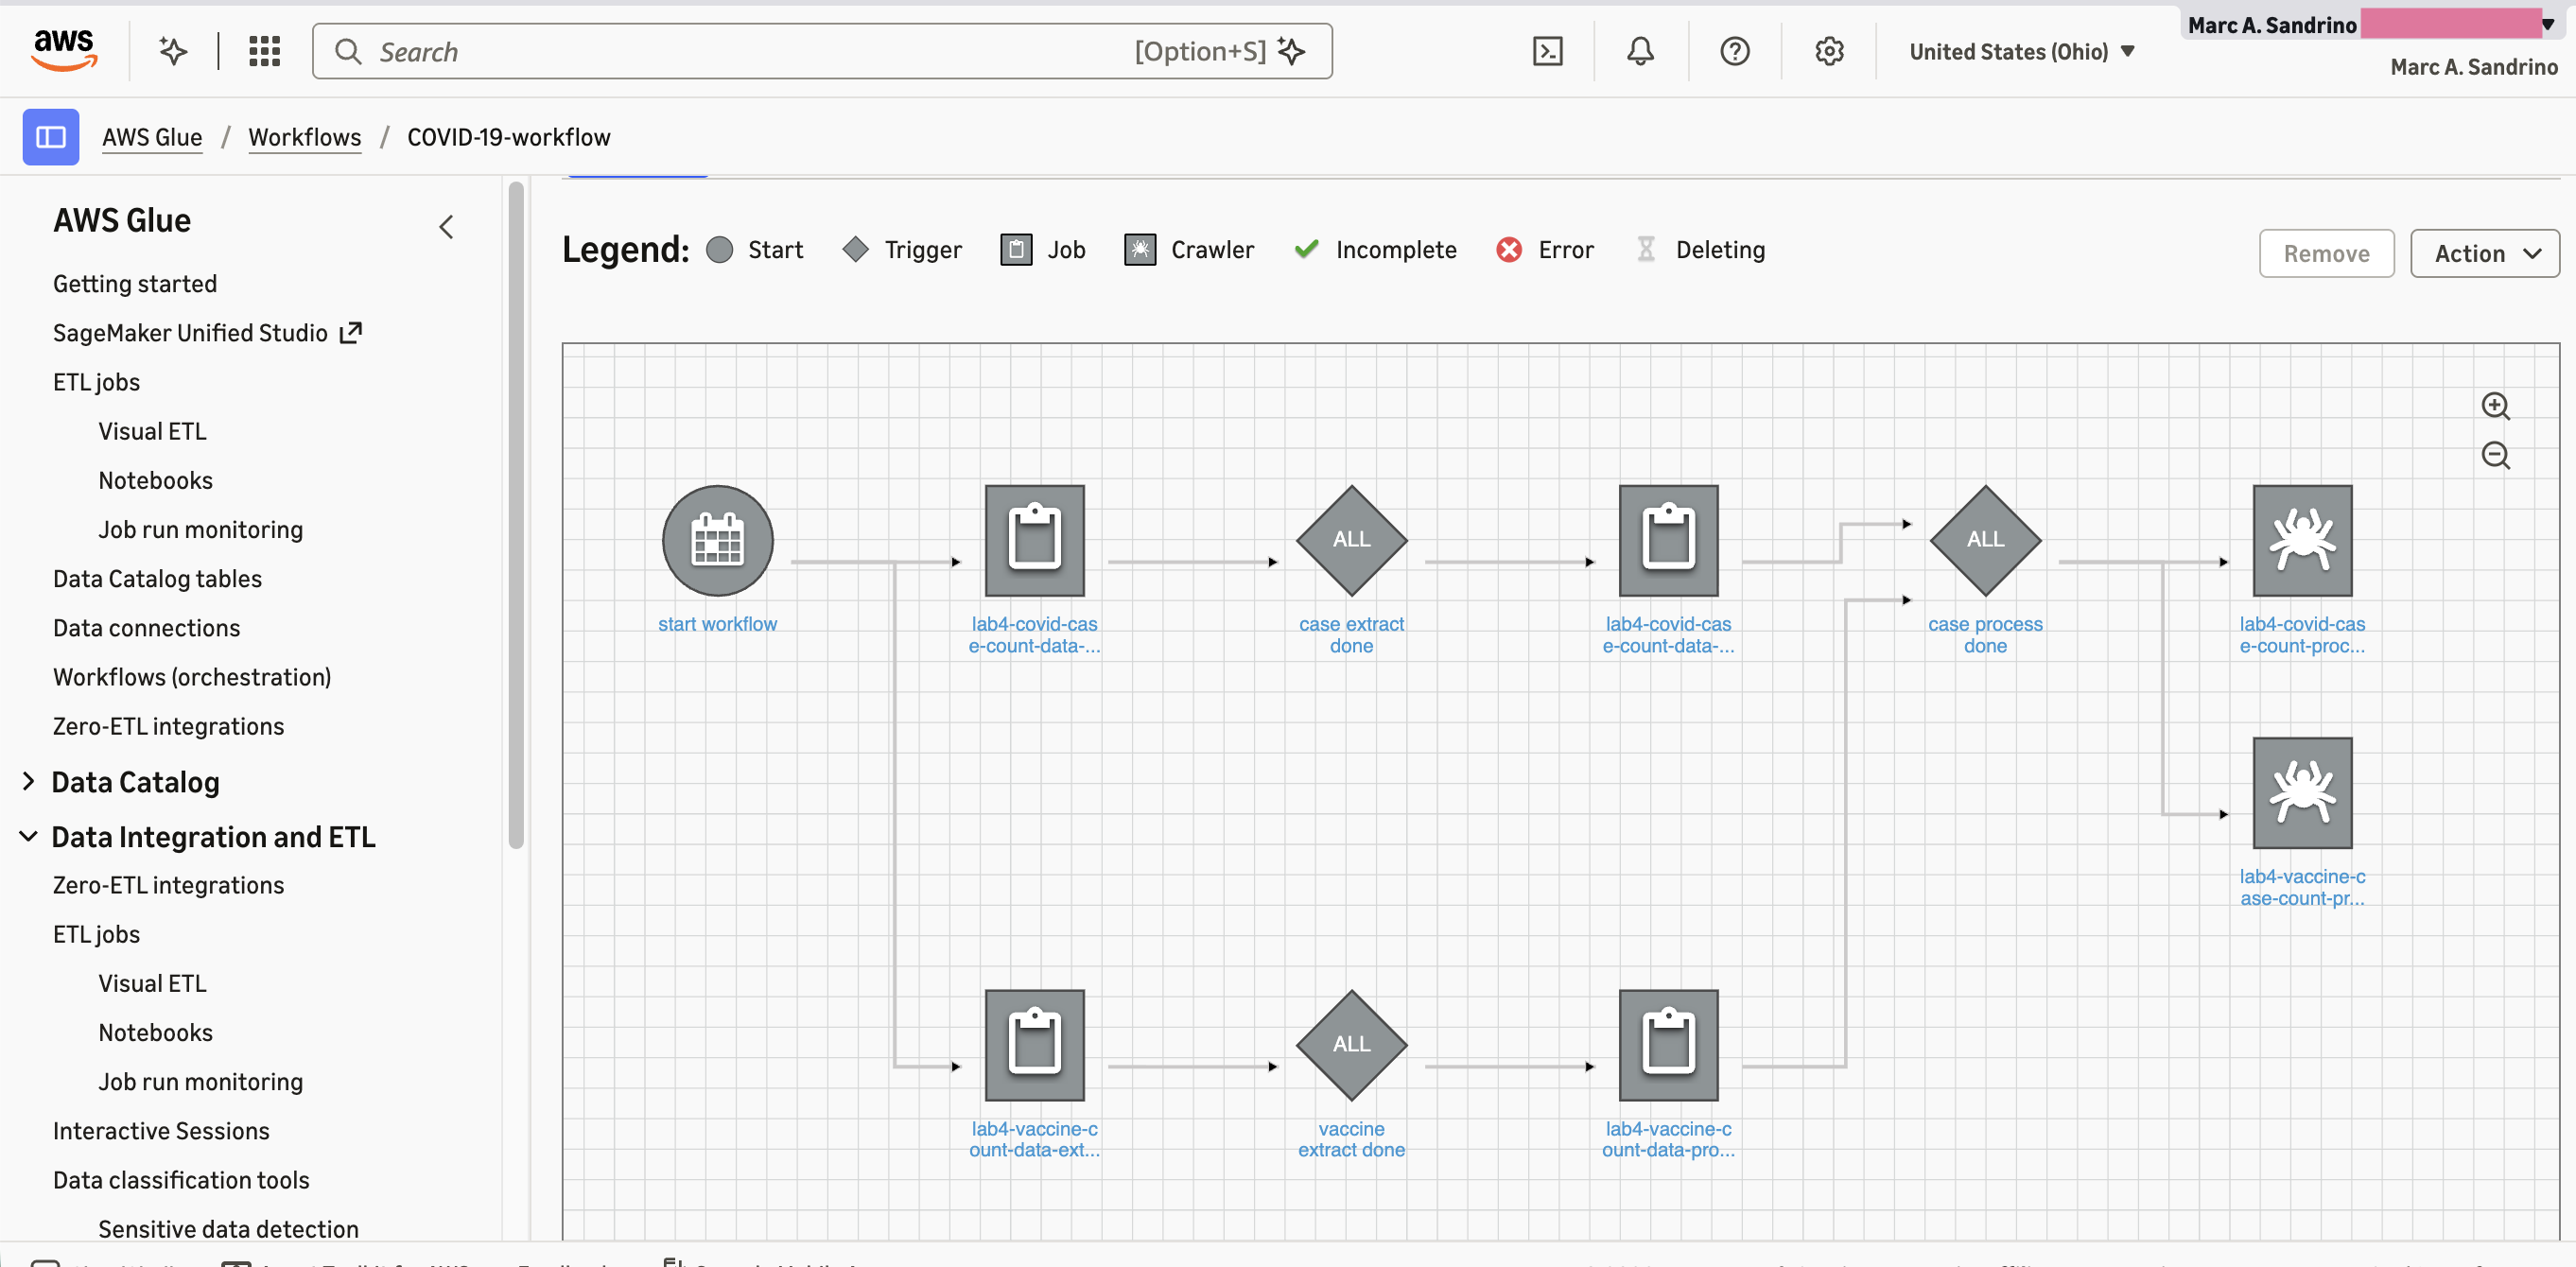 aws
Search
[Option+S]
United States (Ohio)
Marc A. Sandrino
Marc A. Sandrino
AWS Glue / Workflows / COVID-19-workflow
AWS Glue
Getting started
SageMaker Unified Studio
ETL jobs
Visual ETL
Notebooks
Job run monitoring
Data Catalog tables
Data connections
Workflows (orchestration)
Zero-ETL integrations
Data Catalog
Data Integration and ETL
Zero-ETL integrations
ETL jobs
Visual ETL
Notebooks
Job run monitoring
Interactive Sessions
Data classification tools
Sensitive data detection
Legend: Start Trigger Job Crawler Incomplete Error Deleting
Remove
Action
start workflow
lab4-covid-cas
e-count-data-...
ALL
case extract
done
lab4-covid-cas
e-count-data-...
ALL
case process
done
lab4-covid-cas
e-count-proc...
lab4-vaccine-c
ase-count-pr...
lab4-vaccine-c
ount-data-ext...
ALL
vaccine
extract done
lab4-vaccine-c
ount-data-pro...